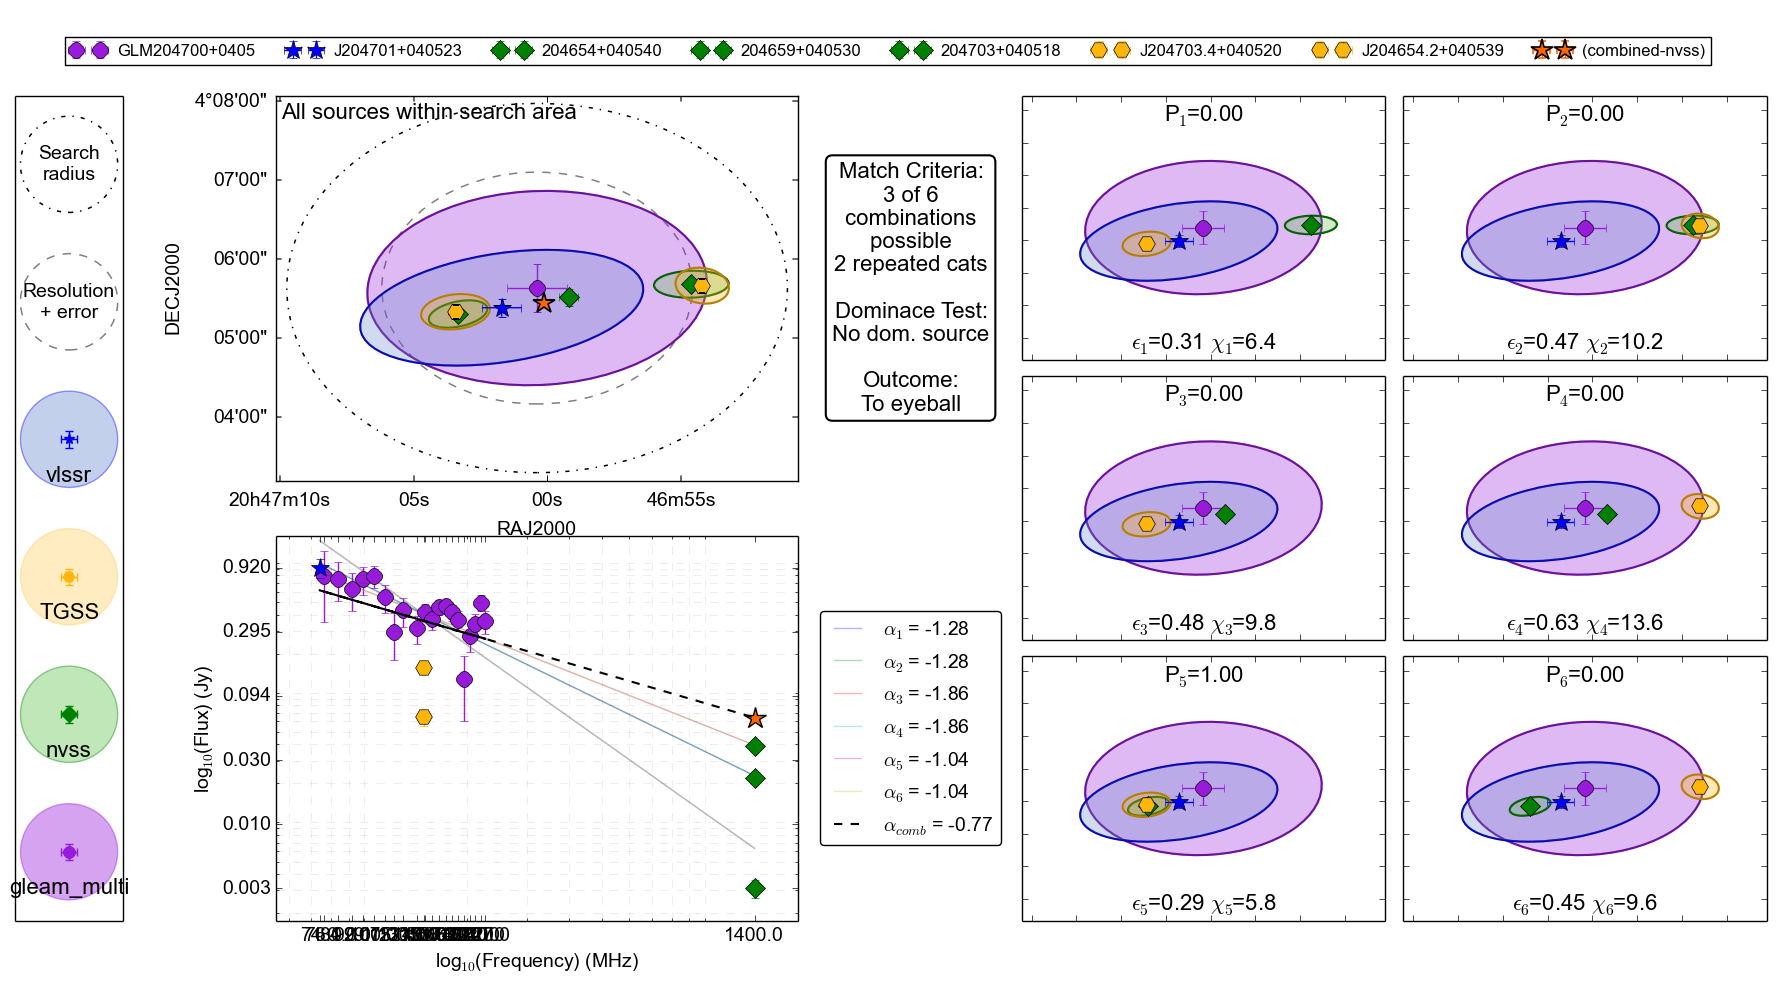 GLM204700+0405 J204701+040523 204654+040540 204659+040530 204703+040518 J204703.4+040520 J204654.2+040539 (combined-nvss)
Search
radius
Resolution
+ error
vlssr
TGSS
nvss
gleam_multi
All sources within search area
4°08'00"
07'00"
06'00"
05'00"
04'00"
DECJ2000
20h47m10s 05s 00s 46m55s
RAJ2000
Match Criteria:
3 of 6
combinations
possible
2 repeated cats
Dominace Test:
No dom. source
Outcome:
To eyeball
0.920
0.295
0.094
0.030
0.010
0.003
log₁₀(Flux) (Jy)
1400.0
log₁₀(Frequency) (MHz)
α₁ = -1.28
α₂ = -1.28
α₃ = -1.86
α₄ = -1.86
α₅ = -1.04
α₆ = -1.04
α_comb = -0.77
P₁=0.00
ϵ₁=0.31 χ₁=6.4
P₂=0.00
ϵ₂=0.47 χ₂=10.2
P₃=0.00
ϵ₃=0.48 χ₃=9.8
P₄=0.00
ϵ₄=0.63 χ₄=13.6
P₅=1.00
ϵ₅=0.29 χ₅=5.8
P₆=0.00
ϵ₆=0.45 χ₆=9.6